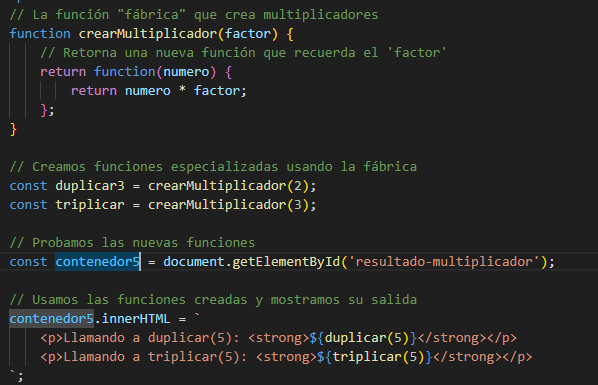 // La función "fábrica" que crea multiplicadores
function crearMultiplicador(factor) {
    // Retorna una nueva función que recuerda el 'factor'
    return function(numero) {
        return numero * factor;
    };
}

// Creamos funciones especializadas usando la fábrica
const duplicar3 = crearMultiplicador(2);
const triplicar = crearMultiplicador(3);

// Probamos las nuevas funciones
const contenedor5 = document.getElementById('resultado-multiplicador');

// Usamos las funciones creadas y mostramos su salida
contenedor5.innerHTML = `
    <p>Llamando a duplicar(5): <strong>${duplicar(5)}</strong></p>
    <p>Llamando a triplicar(5): <strong>${triplicar(5)}</strong></p>
`;